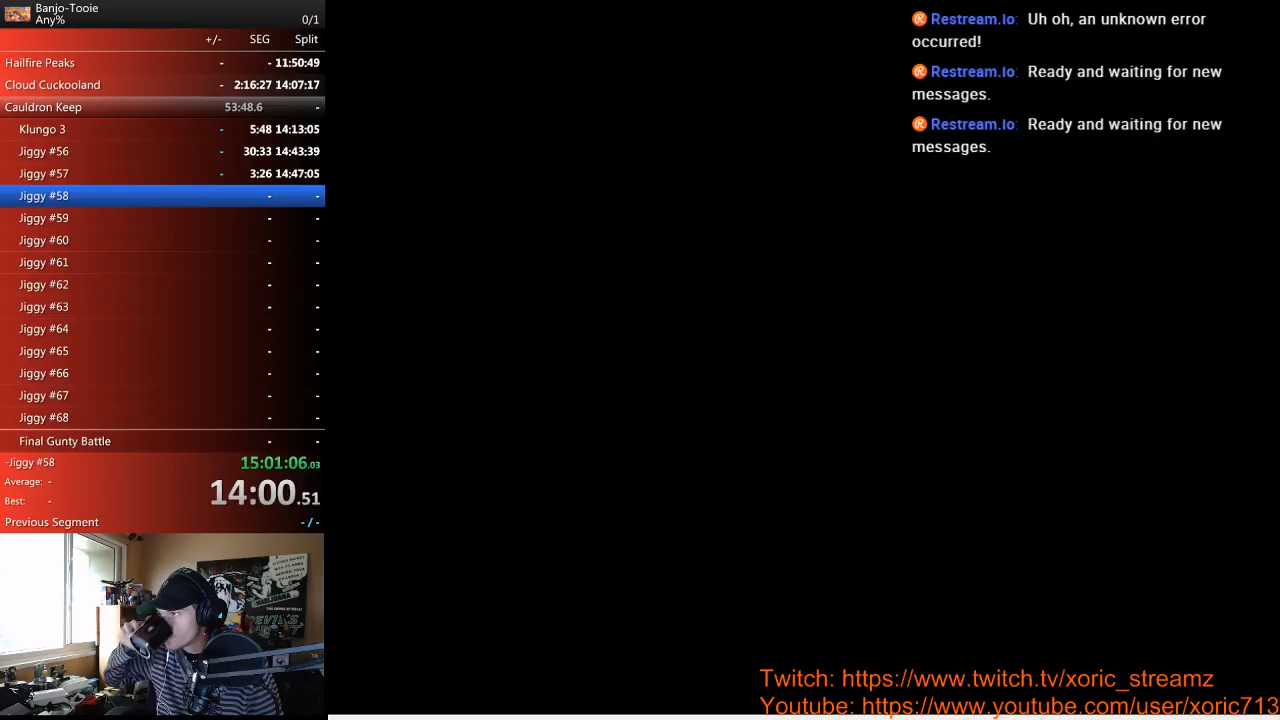 Banjo-Tooie
Any%
0/1
+/- SEG Split
Hailfire Peaks - - 11:50:49
Cloud Cuckooland - 2:16:27 14:07:17
Cauldron Keep 53:48.6 -
Klungo 3 - 5:48 14:13:05
Jiggy #56 - 30:33 14:43:39
Jiggy #57 - 3:26 14:47:05
Jiggy #58 - -
Jiggy #59 - -
Jiggy #60 - -
Jiggy #61 - -
Jiggy #62 - -
Jiggy #63 - -
Jiggy #64 - -
Jiggy #65 - -
Jiggy #66 - -
Jiggy #67 - -
Jiggy #68 - -
Final Gunty Battle - -
-Jiggy #58 15:01:06.03
Average: -
14:00.51
Best: -
Previous Segment - / -
Restream.io: Uh oh, an unknown error
occurred!
Restream.io: Ready and waiting for new
messages.
Restream.io: Ready and waiting for new
messages.
Twitch: https://www.twitch.tv/xoric_streamz
Youtube: https://www.youtube.com/user/xoric713